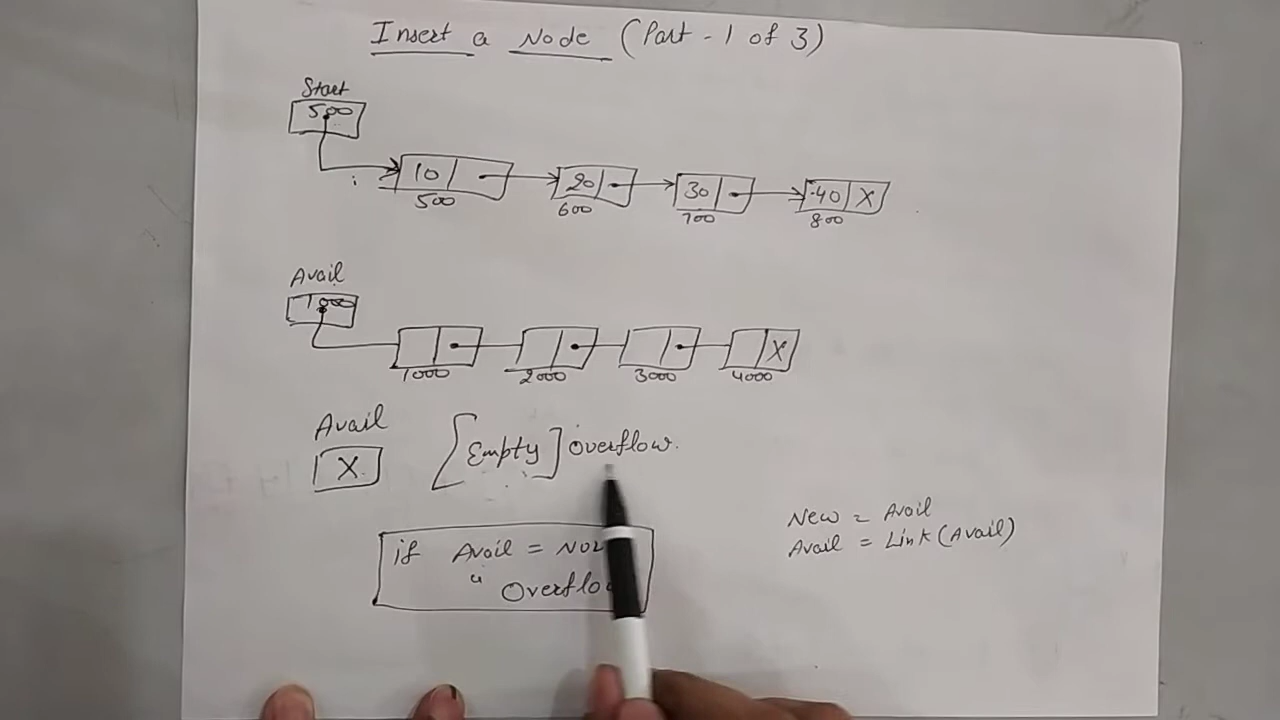 Insert a Node (Part - 1 of 3)
Start
500
10 20 30 40 X
500 600 700 800
Avail
1000
X
1000 2000 3000 4000
Avail
X [Empty] overflow.
New = Avail
Avail = Link (Avail)
if Avail =
" Overflo